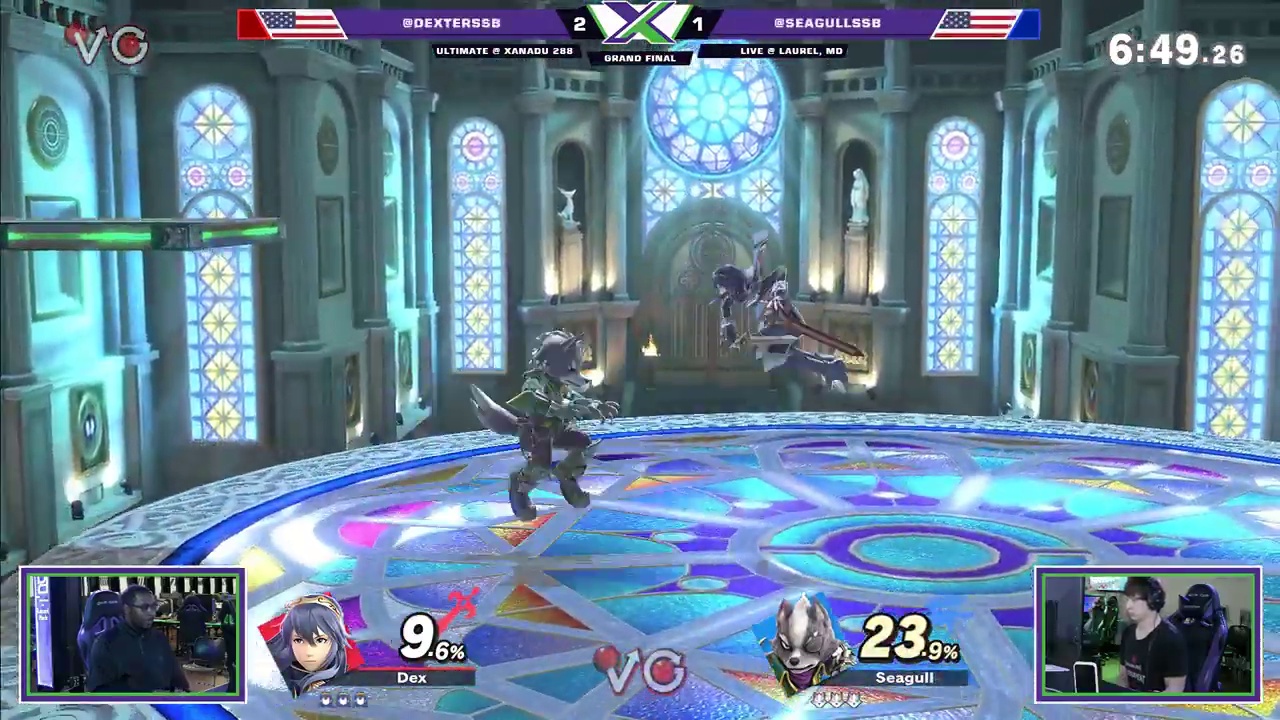 @DEXTERSSB 2 1 @SEAGULLSSB
ULTIMATE @ XANADU 288 GRAND FINAL LIVE @ LAUREL, MD
6:49.26
VG
9.6%
Dex
VG
23.9%
Seagull